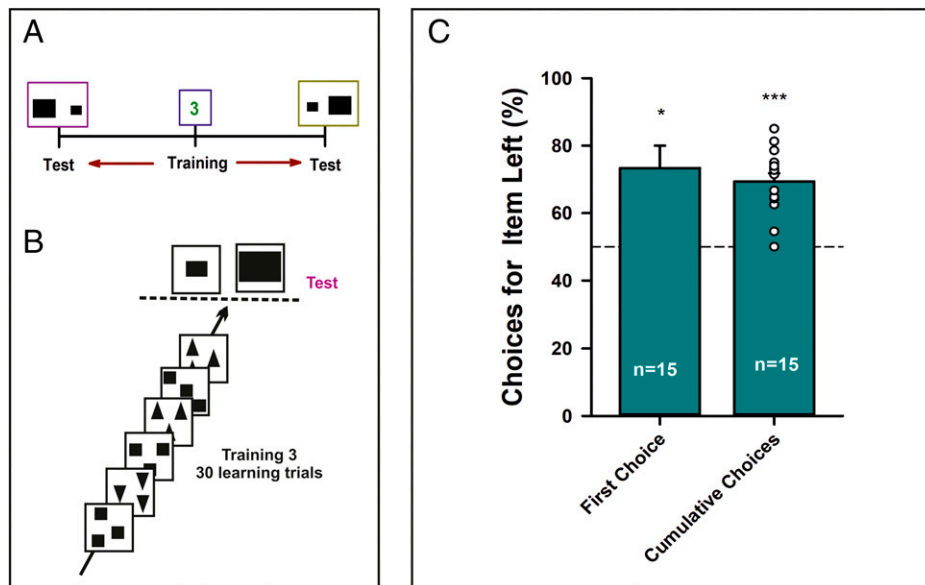 A
3
Test
Training
Test
B
Test
Training 3
30 learning trials
C
Choices for Item Left (%)
100
80
60
40
20
0
*
***
n=15
n=15
First Choice
Cumulative Choices